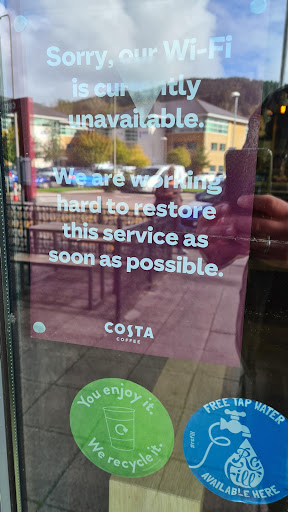 Sorry, our Wi-Fi
is currently
unavailable.
We are working
hard to restore
this service as
soon as possible.
COSTA
COFFEE
You enjoy it.
We recycle it.
FREE TAP WATER
Refill
AVAILABLE HERE